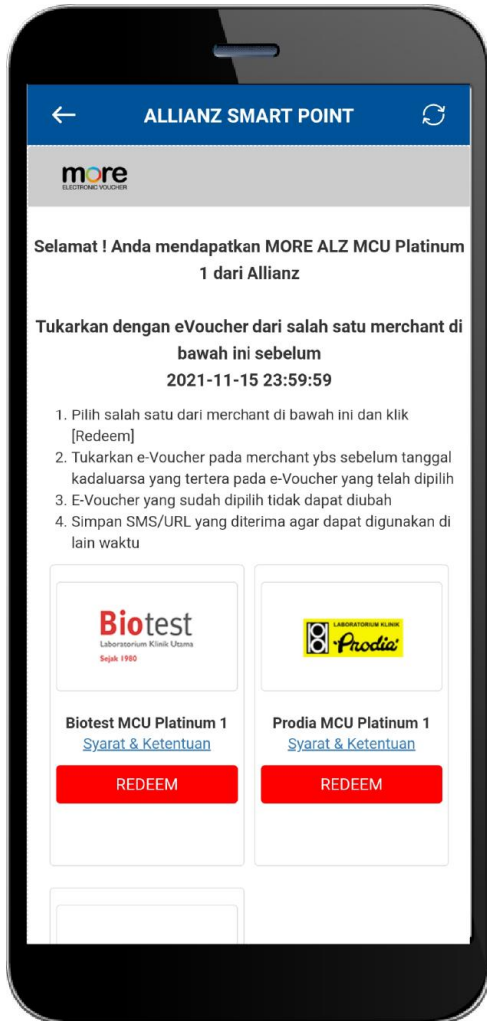 ALLIANZ SMART POINT
more
ELECTRONIC VOUCHER
Selamat ! Anda mendapatkan MORE ALZ MCU Platinum
1 dari Allianz
Tukarkan dengan eVoucher dari salah satu merchant di
bawah ini sebelum
2021-11-15 23:59:59
1. Pilih salah satu dari merchant di bawah ini dan klik
[Redeem]
2. Tukarkan e-Voucher pada merchant ybs sebelum tanggal
kadaluarsa yang tertera pada e-Voucher yang telah dipilih
3. E-Voucher yang sudah dipilih tidak dapat diubah
4. Simpan SMS/URL yang diterima agar dapat digunakan di
lain waktu
Biotest
Laboratorium Klinik Utama
Sejak 1980
LABORATORIUM KLINIK
Prodia
Biotest MCU Platinum 1
Syarat & Ketentuan
REDEEM
Prodia MCU Platinum 1
Syarat & Ketentuan
REDEEM